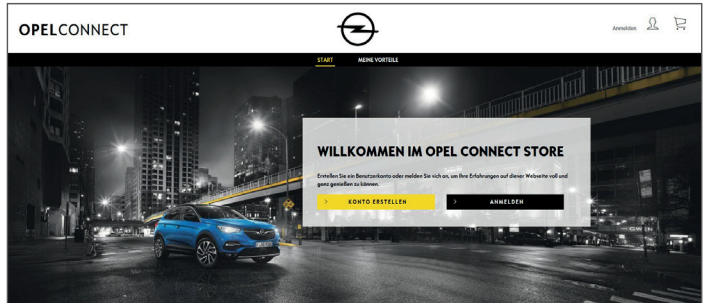 OPELCONNECT
Anmelden
START MEINE VORTEILE
WILLKOMMEN IM OPEL CONNECT STORE
Erstellen Sie ein Benutzerkonto oder melden Sie sich an, um Ihre Erfahrungen auf dieser Webseite voll und
ganz genießen zu können.
> KONTO ERSTELLEN > ANMELDEN